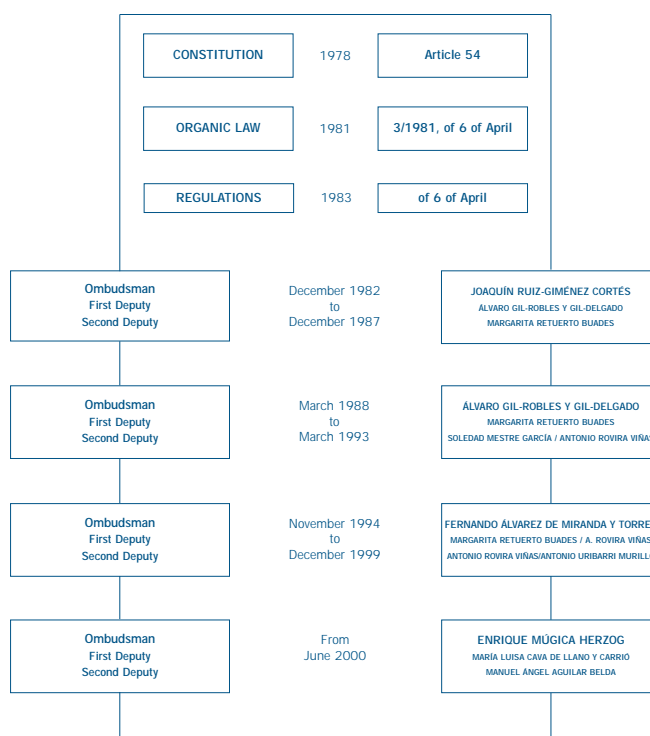 CONSTITUTION 1978 Article 54
ORGANIC LAW 1981 3/1981, of 6 of April
REGULATIONS 1983 of 6 of April
Ombudsman
First Deputy
Second Deputy
December 1982
to
December 1987
JOAQUÍN RUIZ-GIMÉNEZ CORTÉS
ÁLVARO GIL-ROBLES Y GIL-DELGADO
MARGARITA RETUERTO BUADES
Ombudsman
First Deputy
Second Deputy
March 1988
to
March 1993
ÁLVARO GIL-ROBLES Y GIL-DELGADO
MARGARITA RETUERTO BUADES
SOLEDAD MESTRE GARCÍA / ANTONIO ROVIRA VIÑAS
Ombudsman
First Deputy
Second Deputy
November 1994
to
December 1999
FERNANDO ÁLVAREZ DE MIRANDA Y TORRE
MARGARITA RETUERTO BUADES / A. ROVIRA VIÑAS
ANTONIO ROVIRA VIÑAS/ANTONIO URIBARRI MURILLO
Ombudsman
First Deputy
Second Deputy
From
June 2000
ENRIQUE MÚGICA HERZOG
MARÍA LUISA CAVA DE LLANO Y CARRIÓ
MANUEL ÁNGEL AGUILAR BELDA